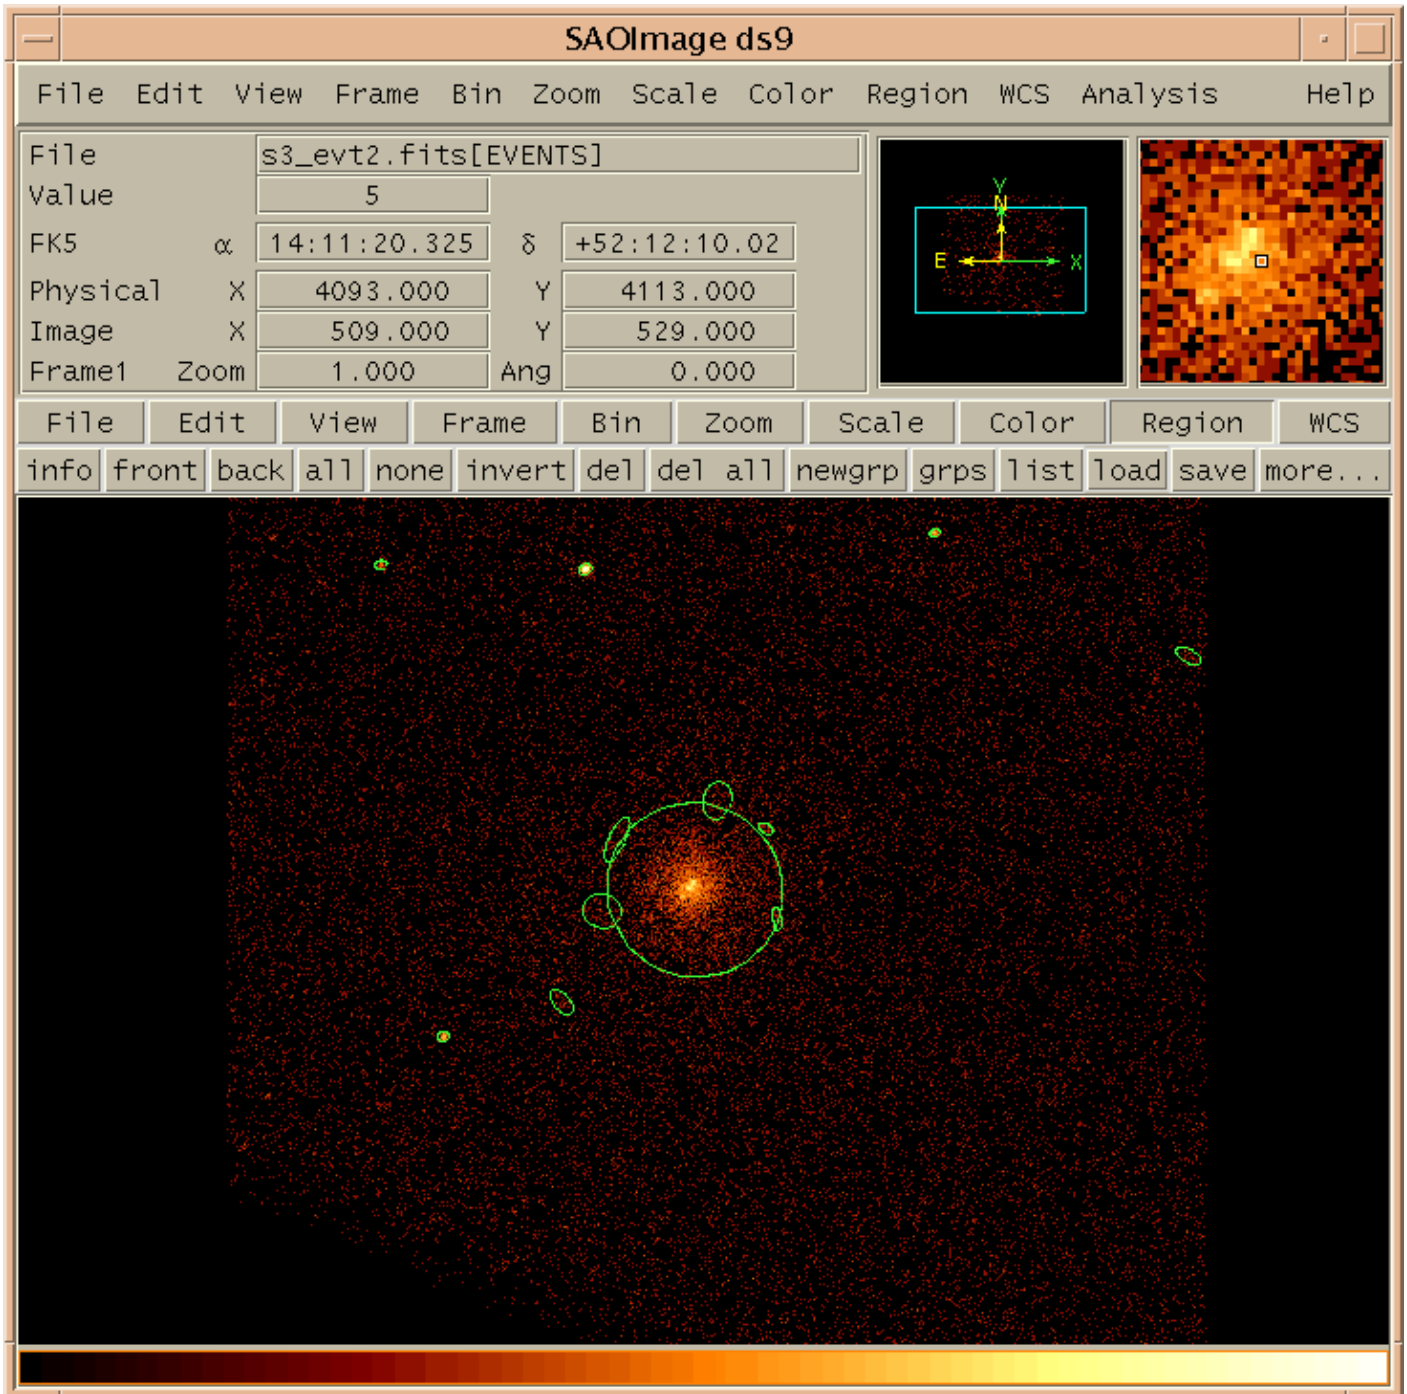 SAOImage ds9
File Edit View Frame Bin Zoom Scale Color Region WCS Analysis Help
File s3_evt2.fits[EVENTS]
Value 5
FK5 α 14:11:20.325 δ +52:12:10.02
Physical X 4093.000 Y 4113.000
Image X 509.000 Y 529.000
Frame1 Zoom 1.000 Ang 0.000
Y
N
E X
File Edit View Frame Bin Zoom Scale Color Region WCS
info front back all none invert del del all newgrp grps list load save more...